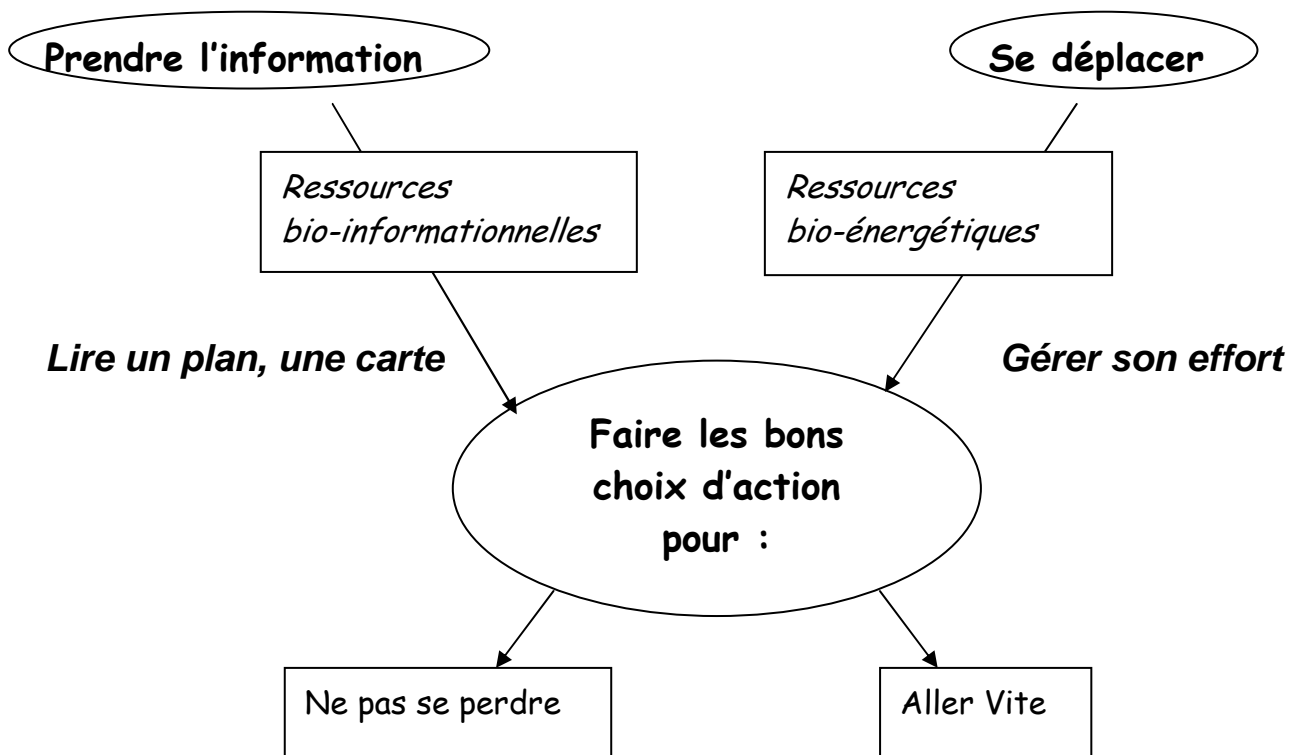 Prendre l'information
Se déplacer
Ressources
bio-informationnelles
Ressources
bio-énergétiques
Lire un plan, une carte
Gérer son effort
Faire les bons
choix d'action
pour :
Ne pas se perdre
Aller Vite